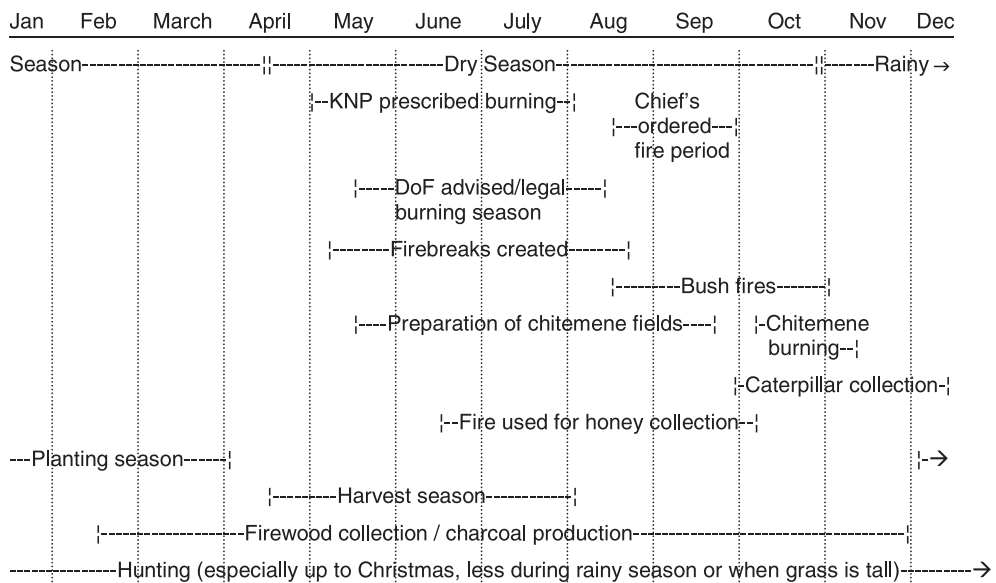 Jan Feb March April May June July Aug Sep Oct Nov Dec
Season Dry Season Rainy →
KNP prescribed burning Chief's
ordered
fire period
DoF advised/legal
burning season
Firebreaks created
Bush fires
Preparation of chitemene fields Chitemene
burning
Caterpillar collection
Fire used for honey collection
Planting season →
Harvest season
Firewood collection / charcoal production
Hunting (especially up to Christmas, less during rainy season or when grass is tall) →